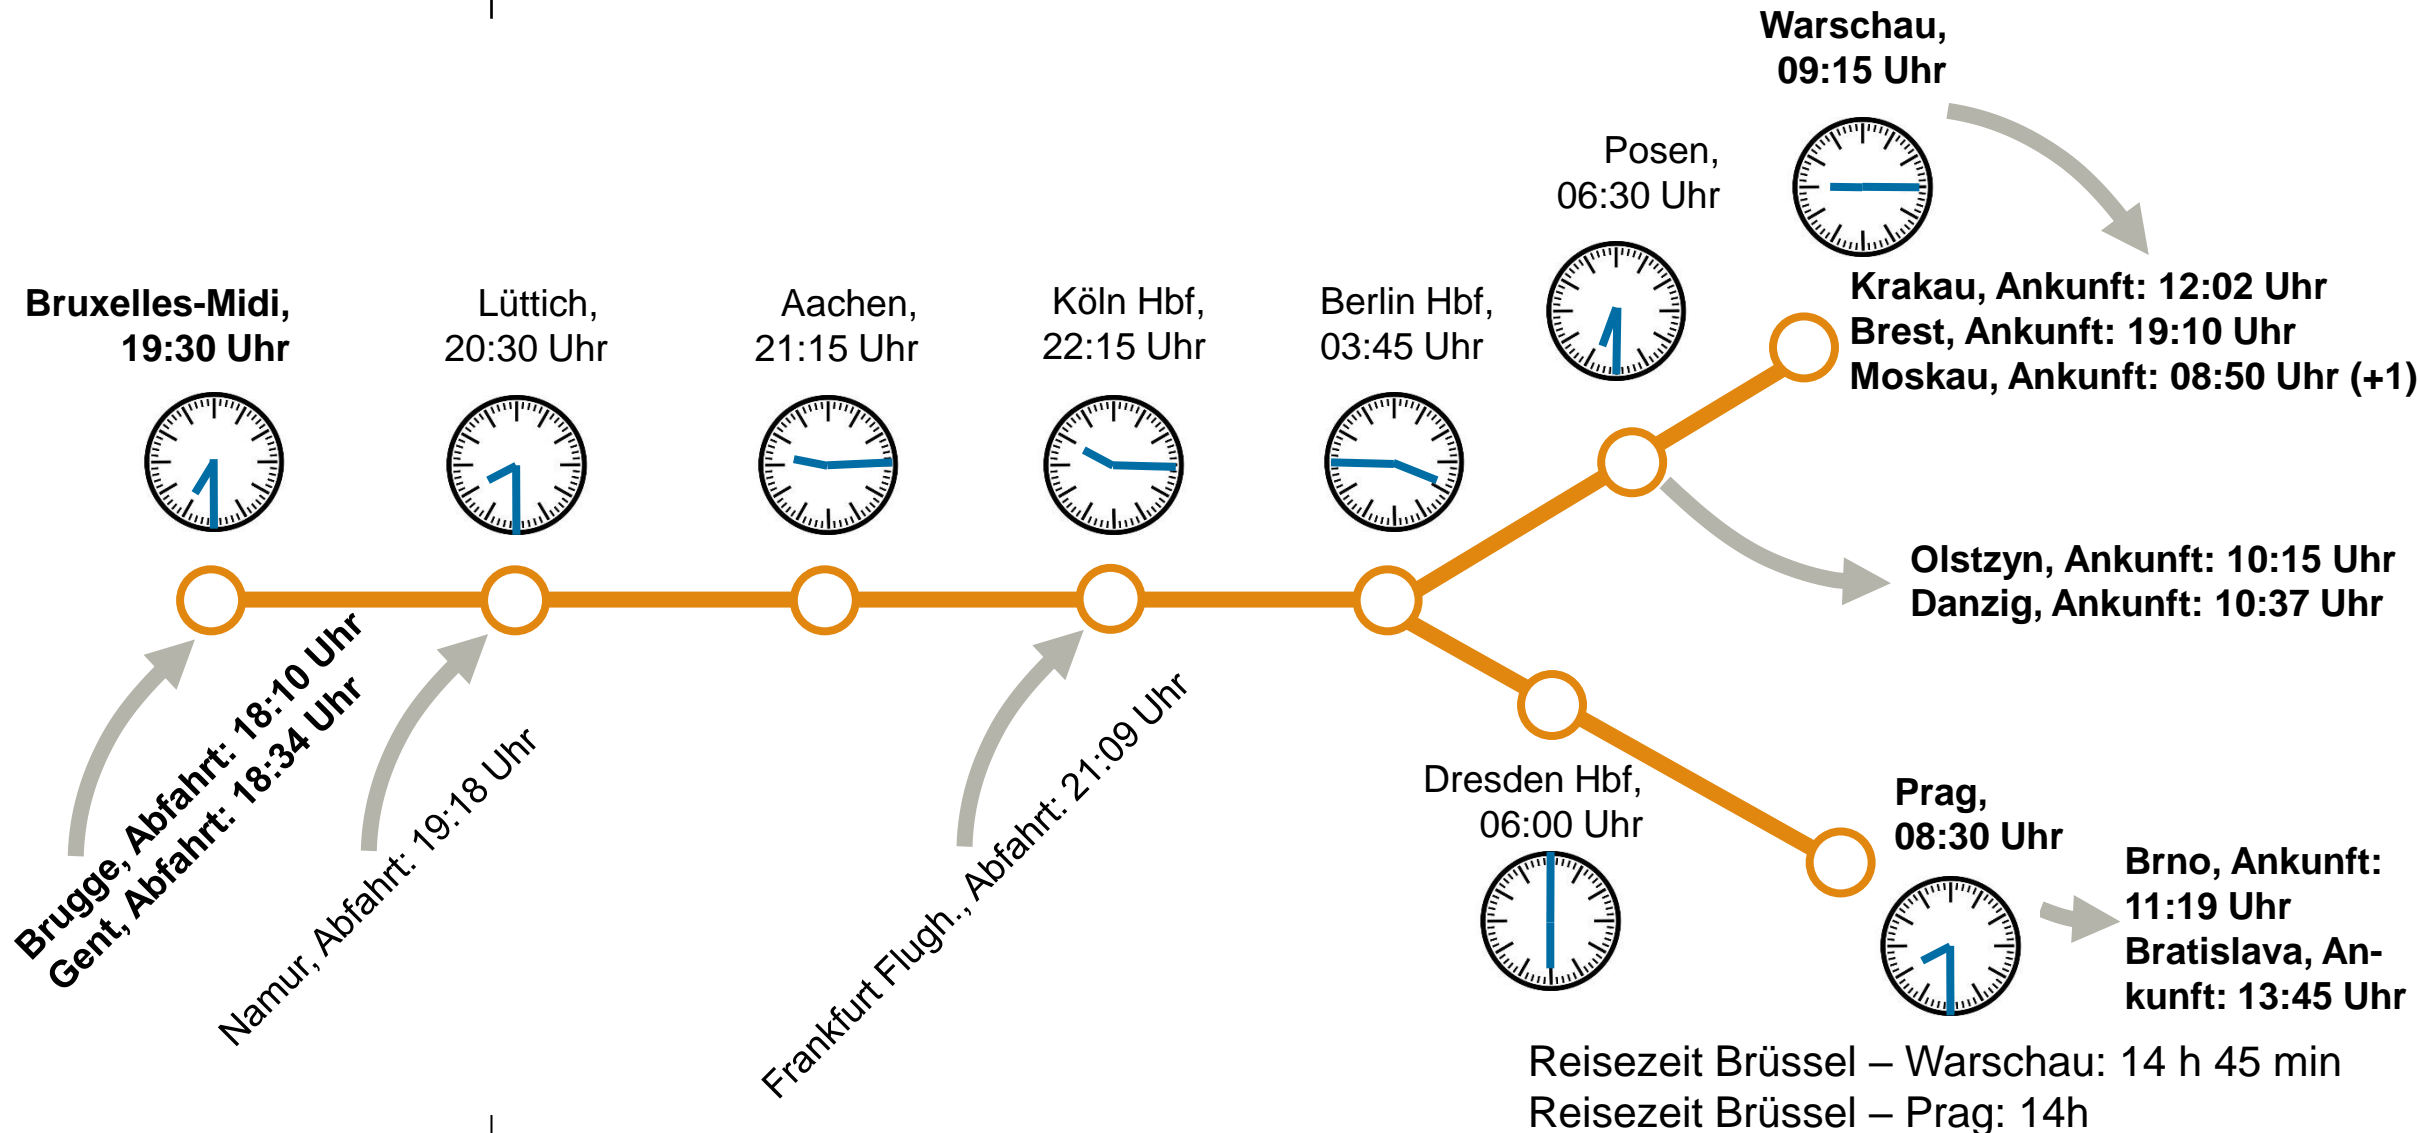 Warschau,
09:15 Uhr
Posen,
06:30 Uhr
Bruxelles-Midi,
19:30 Uhr
Lüttich,
20:30 Uhr
Aachen,
21:15 Uhr
Köln Hbf,
22:15 Uhr
Berlin Hbf,
03:45 Uhr
Krakau, Ankunft: 12:02 Uhr
Brest, Ankunft: 19:10 Uhr
Moskau, Ankunft: 08:50 Uhr (+1)
Olstzyn, Ankunft: 10:15 Uhr
Danzig, Ankunft: 10:37 Uhr
Brugge, Abfahrt: 18:10 Uhr
Gent, Abfahrt: 18:34 Uhr
Namur, Abfahrt: 19:18 Uhr
Frankfurt Flugh., Abfahrt: 21:09 Uhr
Dresden Hbf,
06:00 Uhr
Prag,
08:30 Uhr
Brno, Ankunft:
11:19 Uhr
Bratislava, An-
kunft: 13:45 Uhr
Reisezeit Brüssel – Warschau: 14 h 45 min
Reisezeit Brüssel – Prag: 14h